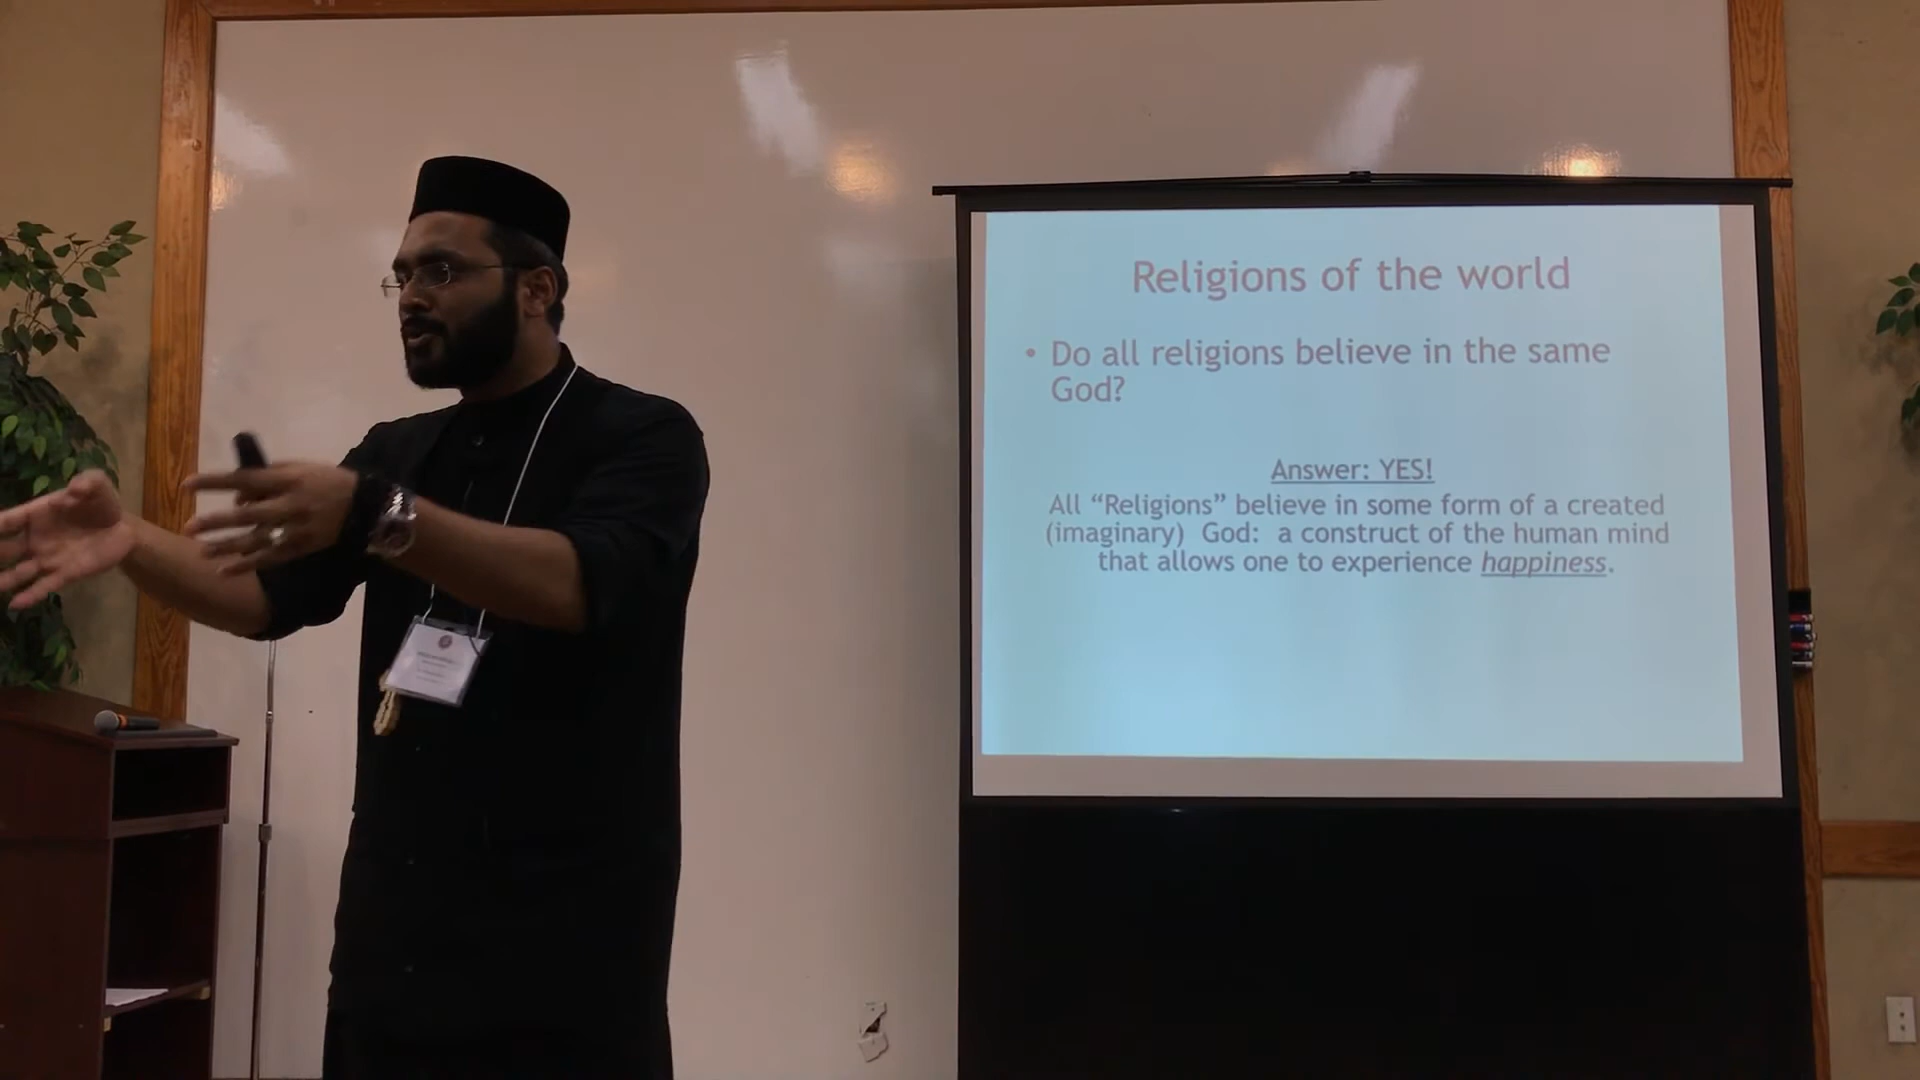 Religions of the world
• Do all religions believe in the same
God?
Answer: YES!
All “Religions” believe in some form of a created
(imaginary) God: a construct of the human mind
that allows one to experience happiness.